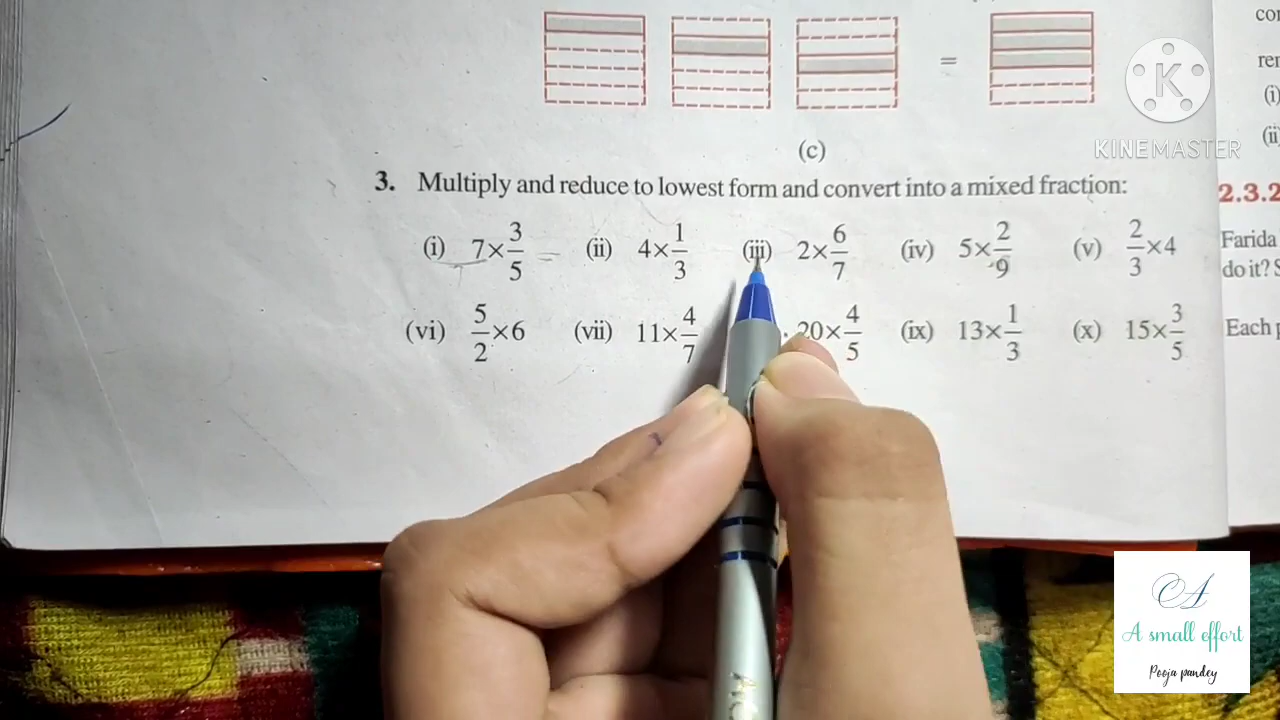 =
(c)
KINEMASTER
3. Multiply and reduce to lowest form and convert into a mixed fraction:
(i) 7×3/5 = (ii) 4×1/3 (iii) 2×6/7 (iv) 5×2/9 (v) 2/3×4
(vi) 5/2×6 (vii) 11×4/7 20×4/5 (ix) 13×1/3 (x) 15×3/5
2.3.2
Farida
do it?
Each
(i)
A small effort
Pooja pandey